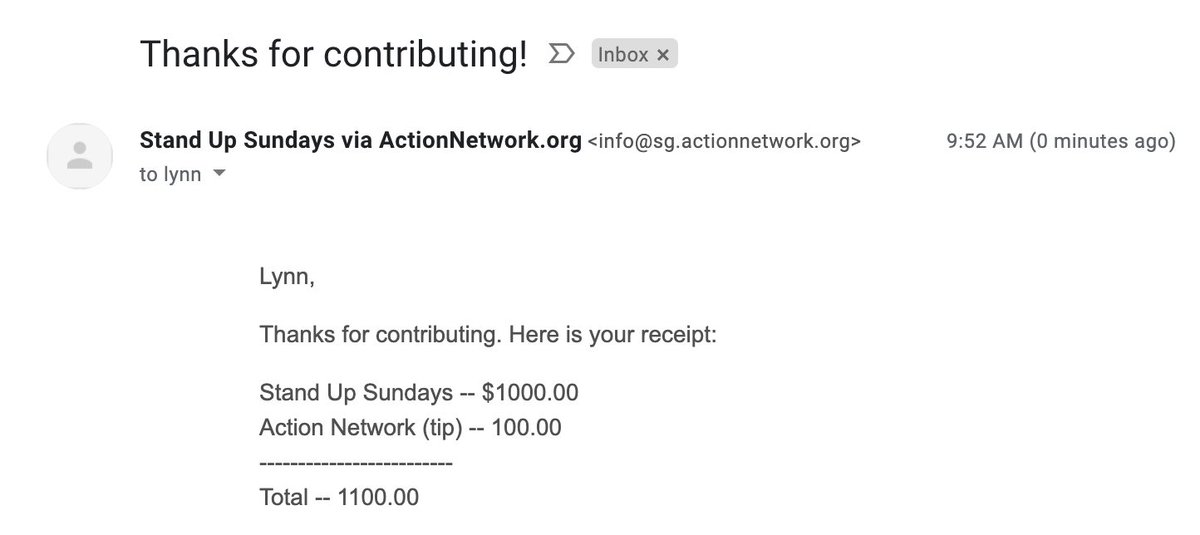 Thanks for contributing! Inbox ×
Stand Up Sundays via ActionNetwork.org <info@sg.actionnetwork.org> 9:52 AM (0 minutes ago)
to lynn
Lynn,
Thanks for contributing. Here is your receipt:
Stand Up Sundays -- $1000.00
Action Network (tip) -- 100.00
-------------------------
Total -- 1100.00